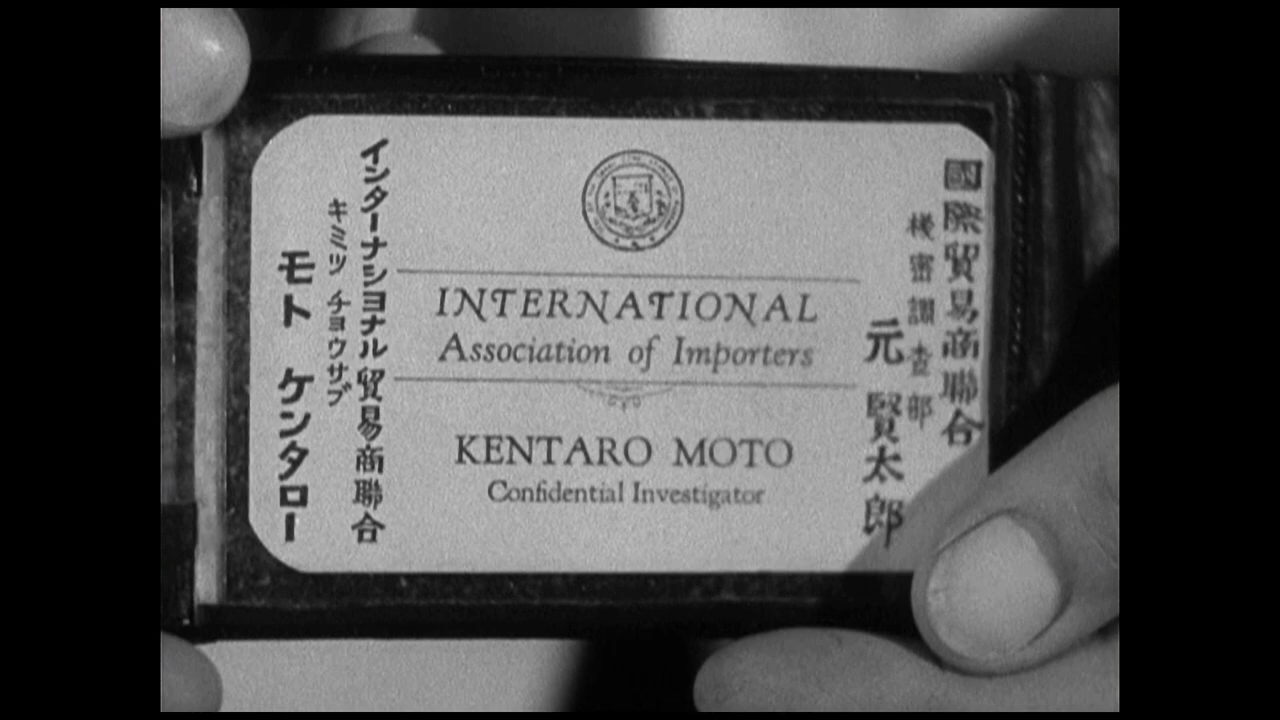 國際貿易商聯合
機密調査部
元 賢太郎
INTERNATIONAL
Association of Importers
KENTARO MOTO
Confidential Investigator
インターナショナル貿易商聯合
キミツ チョウサブ
モト ケンタロー